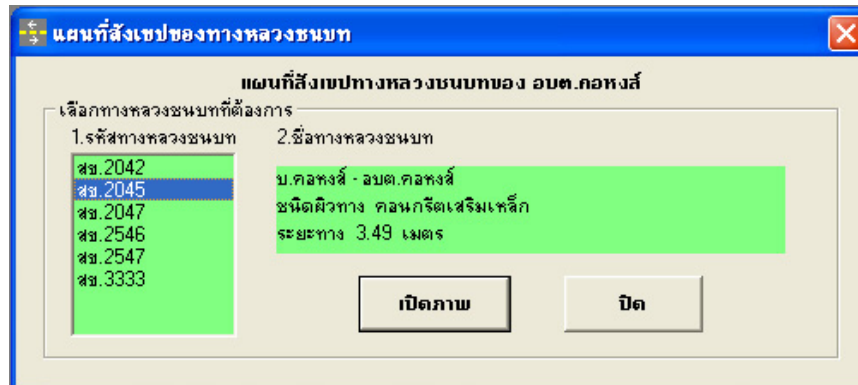 แผนที่สังเขปของทางหลวงชนบท
แผนที่สังเขปทางหลวงชนบทของ อบต.คอหงส์
เลือกทางหลวงชนบทที่ต้องการ
1.รหัสทางหลวงชนบท
2.ชื่อทางหลวงชนบท
สข.2042
สข.2045
สข.2047
สข.2546
สข.2547
สข.3333
บ.คอหงส์ - อบต.คอหงส์
ชนิดผิวทาง คอนกรีตเสริมเหล็ก
ระยะทาง 3.49 เมตร
เปิดภาพ
ปิด